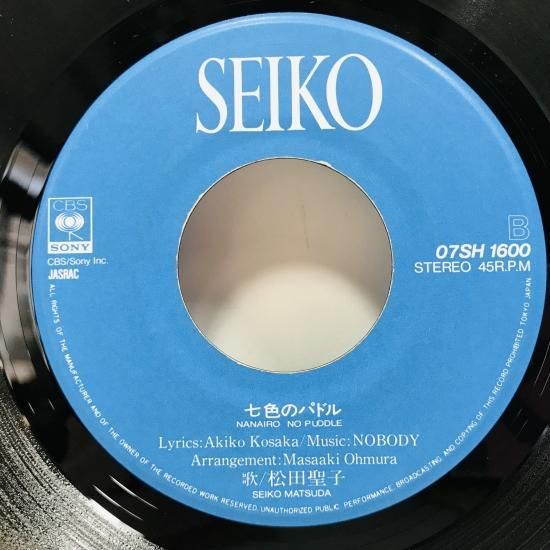 SEIKO
CBS
SONY
CBS/Sony Inc.
JASRAC
B
07SH 1600
STEREO 45R.P.M
七色のパドル
NANAIRO NO PUDDLE
Lyrics:Akiko Kosaka/Music:NOBODY
Arrangement:Masaaki Ohmura
歌/松田聖子
SEIKO MATSUDA
ALL RIGHTS OF THE MANUFACTURER AND OF THE OWNER OF THE RECORDED WORK RESERVED. UNAUTHORIZED PUBLIC PERFORMANCE, BROADCASTING AND COPYING OF THIS RECORD PROHIBITED TOKYO JAPAN